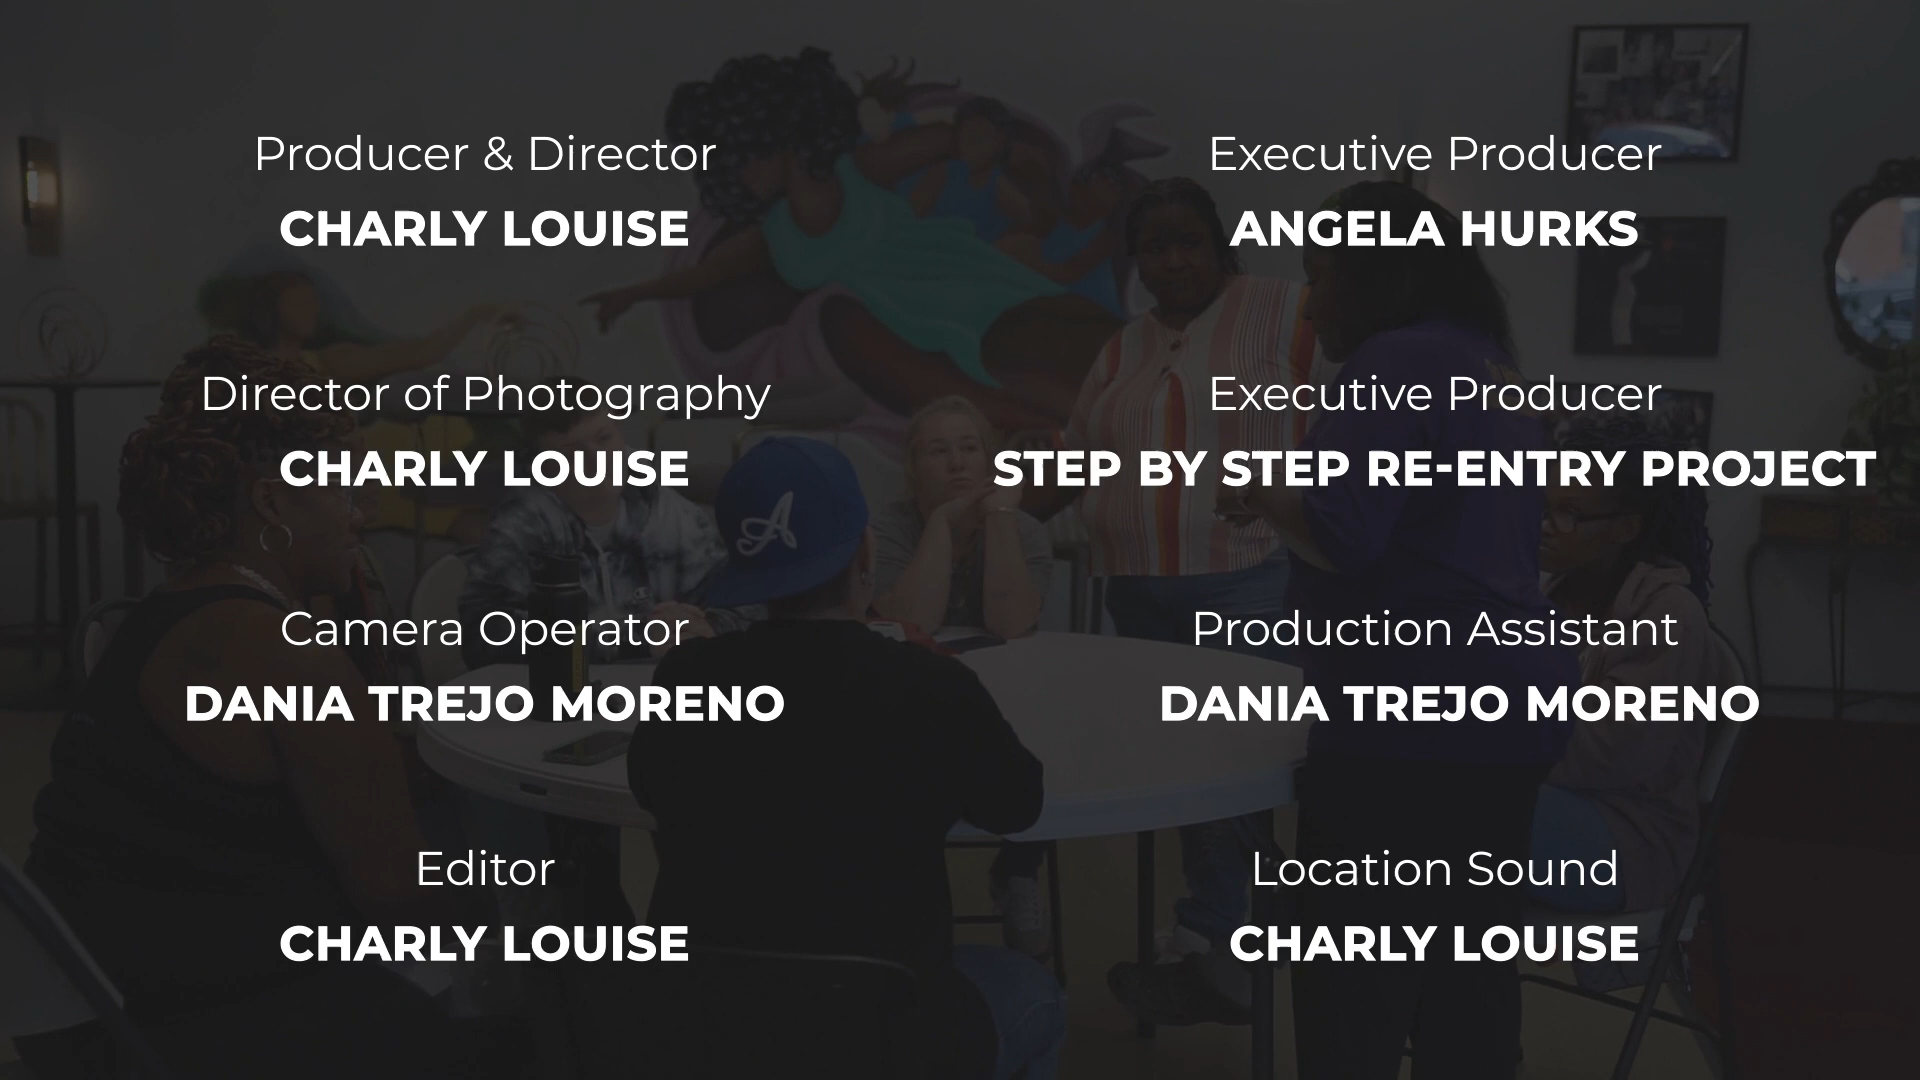 Producer & Director
CHARLY LOUISE
Executive Producer
ANGELA HURKS
Director of Photography
CHARLY LOUISE
Executive Producer
STEP BY STEP RE-ENTRY PROJECT
A
Camera Operator
DANIA TREJO MORENO
Production Assistant
DANIA TREJO MORENO
Editor
CHARLY LOUISE
Location Sound
CHARLY LOUISE